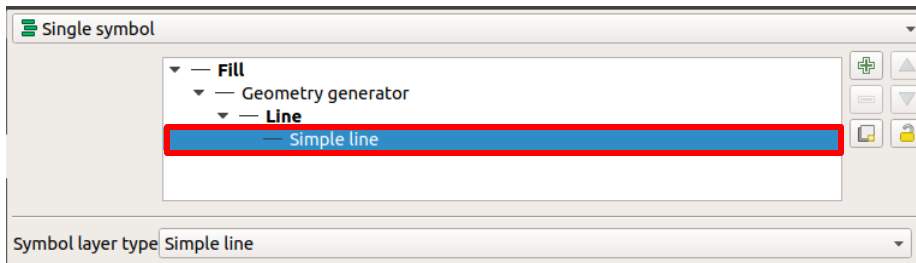 Single symbol
Fill
Geometry generator
Line
Simple line
Symbol layer type Simple line